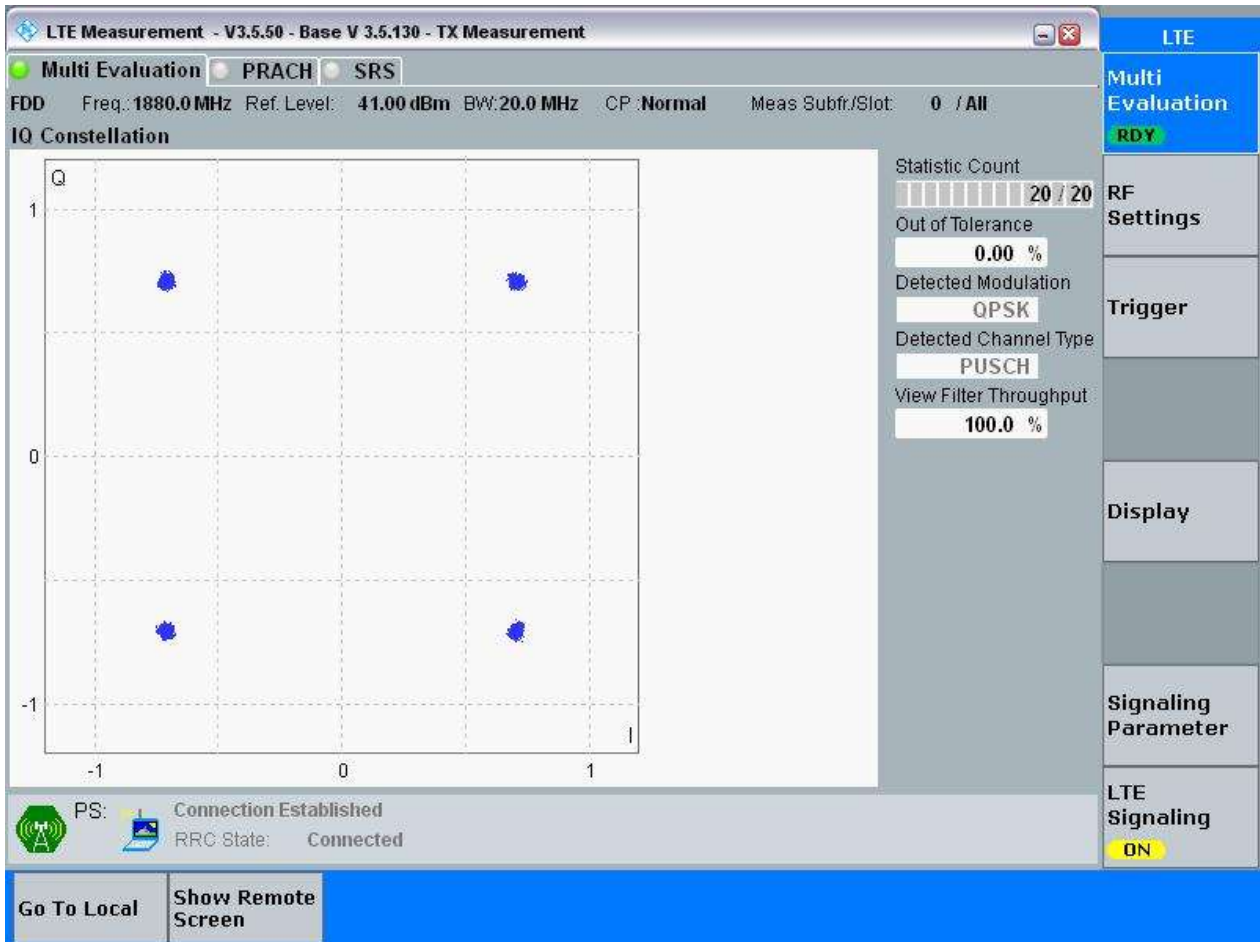 LTE Measurement - V3.5.50 - Base V 3.5.130 - TX Measurement
LTE
Multi Evaluation PRACH SRS
FDD Freq.: 1880.0 MHz Ref. Level: 41.00 dBm BW: 20.0 MHz CP : Normal Meas Subfr./Slot: 0 / All
IQ Constellation
Q
1
0
-1
I
-1 0 1
Statistic Count
20 / 20
Out of Tolerance
0.00 %
Detected Modulation
QPSK
Detected Channel Type
PUSCH
View Filter Throughput
100.0 %
Multi
Evaluation
RDY
RF
Settings
Trigger
Display
Signaling
Parameter
LTE
Signaling
ON
PS: Connection Established
RRC State: Connected
Go To Local
Show Remote
Screen